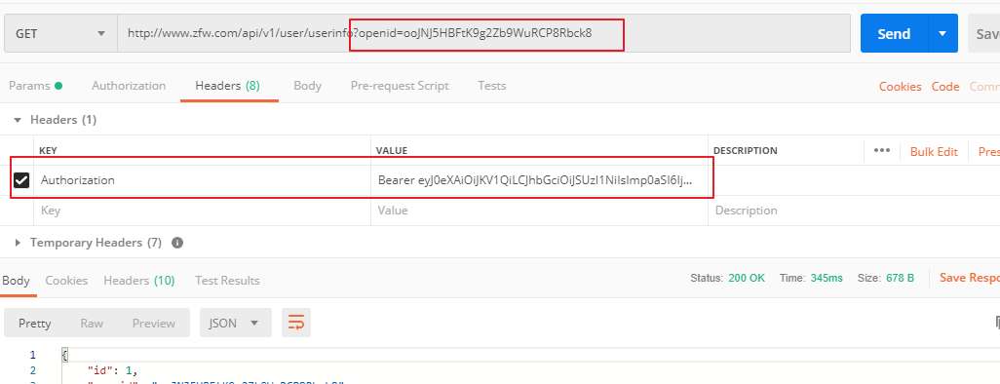 GET http://www.zfw.com/api/v1/user/userinfo?openid=ooJNJ5HBFtK9g2Zb9WuRCP8Rbck8 Send Save
Params Authorization Headers (8) Body Pre-request Script Tests Cookies Code Comm
Headers (1)
KEY VALUE DESCRIPTION ••• Bulk Edit Pres
Authorization Bearer eyJ0eXAiOiJKV1QiLCJhbGciOiJSUzI1NiIsImp0aSI6Ij...
Key Value Description
Temporary Headers (7)
Body Cookies Headers (10) Test Results Status: 200 OK Time: 345ms Size: 678 B Save Respo
Pretty Raw Preview JSON
1 {
2 "id": 1,